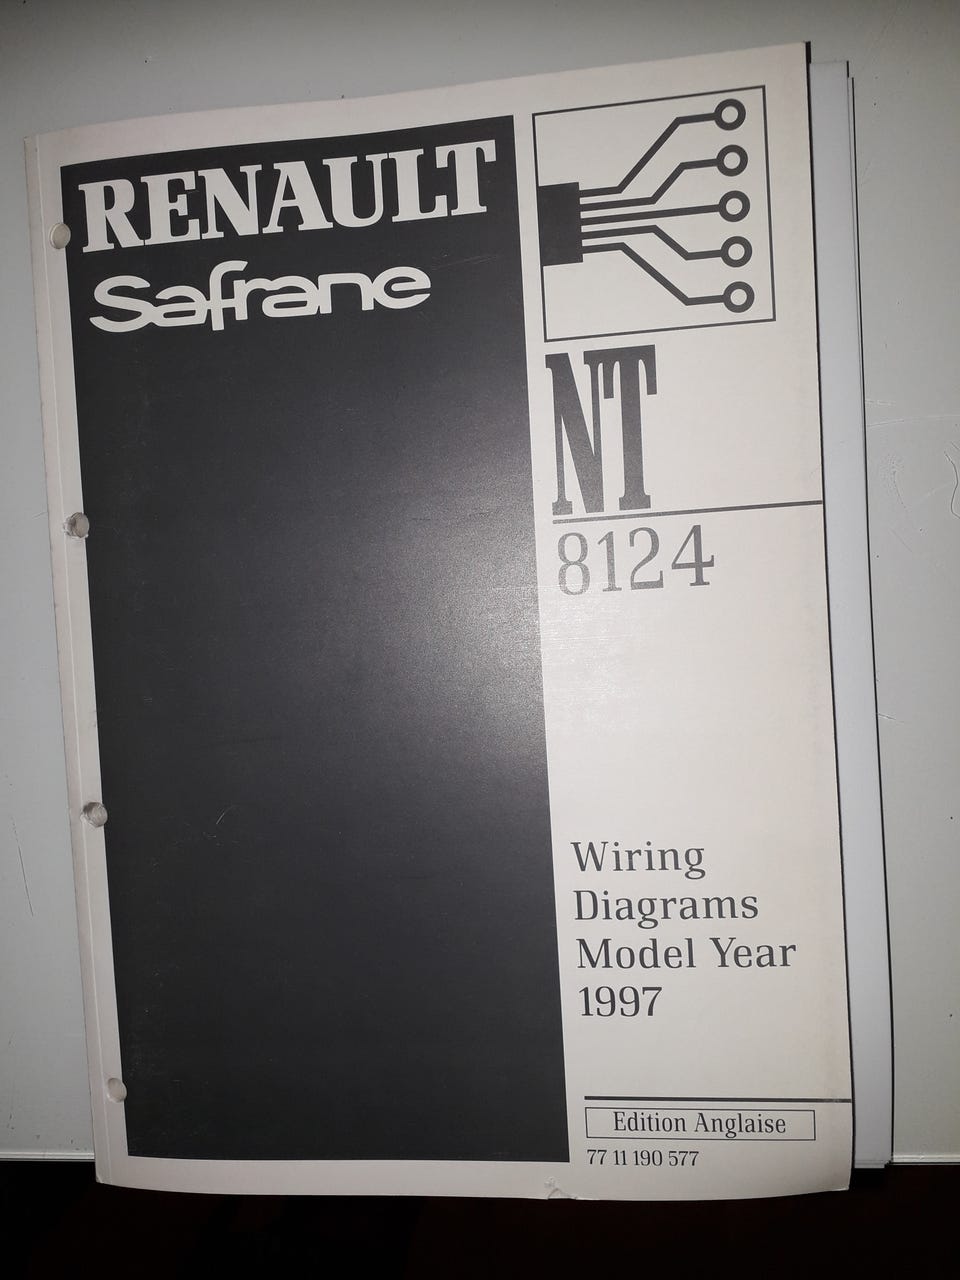 RENAULT
Safrane
NT
8124
Wiring
Diagrams
Model Year
1997
Edition Anglaise
77 11 190 577